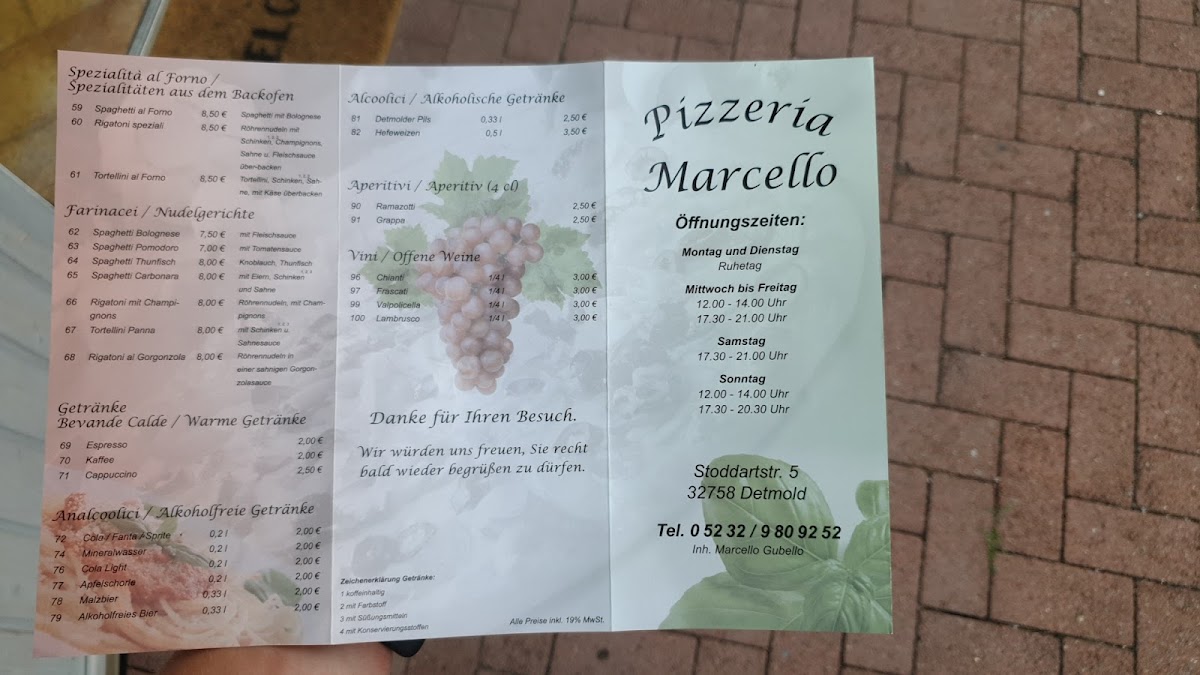 ELCO
Spezialità al Forno /
Spezialitäten aus dem Backofen
59 Spaghetti al Forno 8,50 € Spaghetti mit Bolognese
60 Rigatoni speziali 8,50 € Röhrennudeln mit
Schinken, Champignons,
Sahne u. Fleischsauce
über-backen
61 Tortellini al Forno 8,50 € Tortellini, Schinken, Sah-
ne, mit Käse überbacken
Farinacei / Nudelgerichte
62 Spaghetti Bolognese 7,50 € mit Fleischsauce
63 Spaghetti Pomodoro 7,00 € mit Tomatensauce
64 Spaghetti Thunfisch 8,00 € Knoblauch, Thunfisch
65 Spaghetti Carbonara 8,00 € mit Eiern, Schinken
und Sahne
66 Rigatoni mit Champi- 8,00 € Röhrennudeln, mit Cham-
gnons pignons
67 Tortellini Panna 8,00 € mit Schinken u.
Sahnesauce
68 Rigatoni al Gorgonzola 8,00 € Röhrennudeln in
einer sahnigen Gorgon-
zolasauce
Getränke
Bevande Calde / Warme Getränke
69 Espresso 2,00 €
70 Kaffee 2,00 €
71 Cappuccino 2,50 €
Analcoolici / Alkoholfreie Getränke
72 Cola / Fanta / Sprite 0,2 l 2,00 €
74 Mineralwasser 0,2 l 2,00 €
76 Cola Light 0,2 l 2,00 €
77 Apfelschorle 0,2 l 2,00 €
78 Malzbier 0,33 l 2,00 €
79 Alkoholfreies Bier 0,33 l 2,00 €
Alcoolici / Alkoholische Getränke
81 Detmolder Pils 0,33 l 2,50 €
82 Hefeweizen 0,5 l 3,50 €
Aperitivi / Aperitiv (4 cl)
90 Ramazotti 2,50 €
91 Grappa 2,50 €
Vini / Offene Weine
96 Chianti 1/4 l 3,00 €
97 Frascati 1/4 l 3,00 €
99 Valpolicella 1/4 l 3,00 €
100 Lambrusco 1/4 l 3,00 €
Danke für Ihren Besuch.
Wir würden uns freuen, Sie recht
bald wieder begrüßen zu dürfen.
Zeichenerklärung Getränke:
1 koffeinhaltig
2 mit Farbstoff
3 mit Süßungsmitteln
4 mit Konservierungsstoffen
Alle Preise inkl. 19% MwSt.
Pizzeria
Marcello
Öffnungszeiten:
Montag und Dienstag
Ruhetag
Mittwoch bis Freitag
12.00 - 14.00 Uhr
17.30 - 21.00 Uhr
Samstag
17.30 - 21.00 Uhr
Sonntag
12.00 - 14.00 Uhr
17.30 - 20.30 Uhr
Stoddartstr. 5
32758 Detmold
Tel. 0 52 32 / 9 80 92 52
Inh. Marcello Gubello